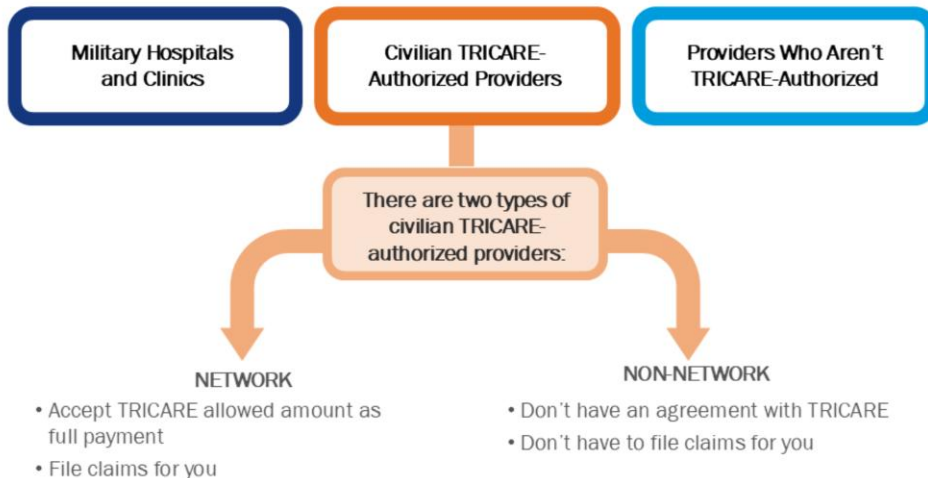 Military Hospitals
and Clinics
Civilian TRICARE-
Authorized Providers
Providers Who Aren't
TRICARE-Authorized
There are two types of
civilian TRICARE-
authorized providers:
NETWORK
• Accept TRICARE allowed amount as
full payment
• File claims for you
NON-NETWORK
• Don't have an agreement with TRICARE
• Don't have to file claims for you